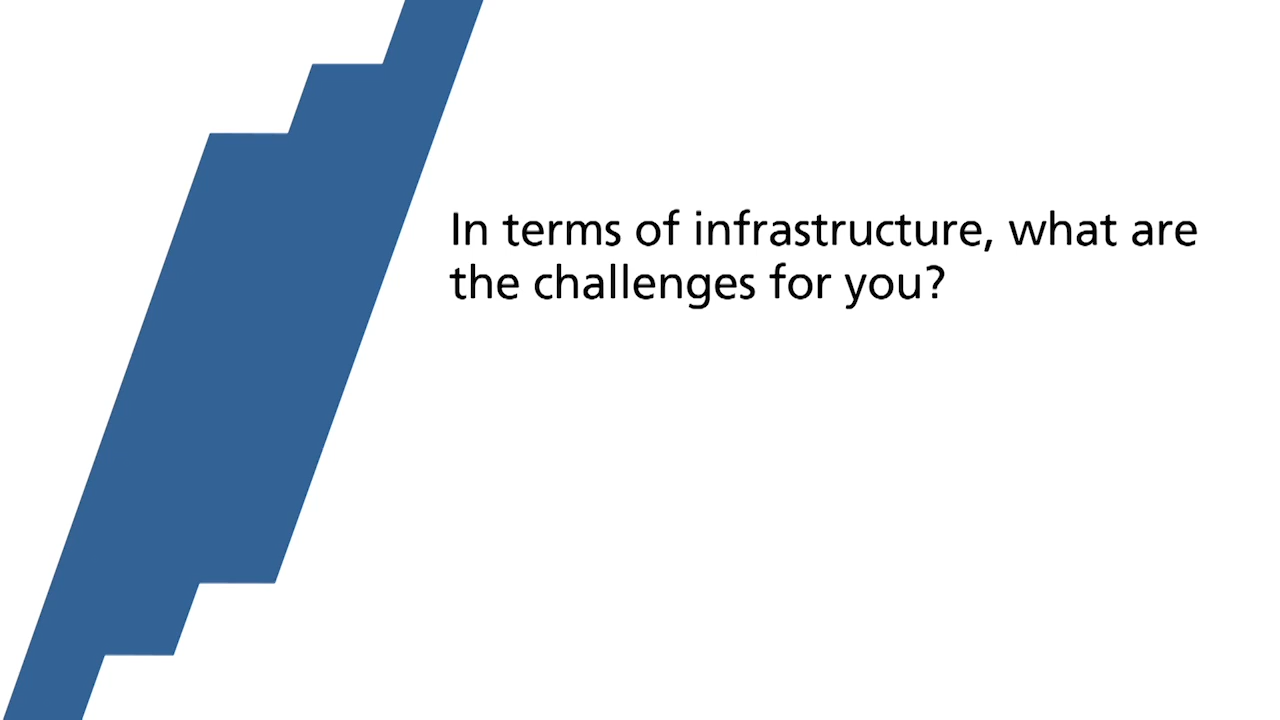 In terms of infrastructure, what are
the challenges for you?